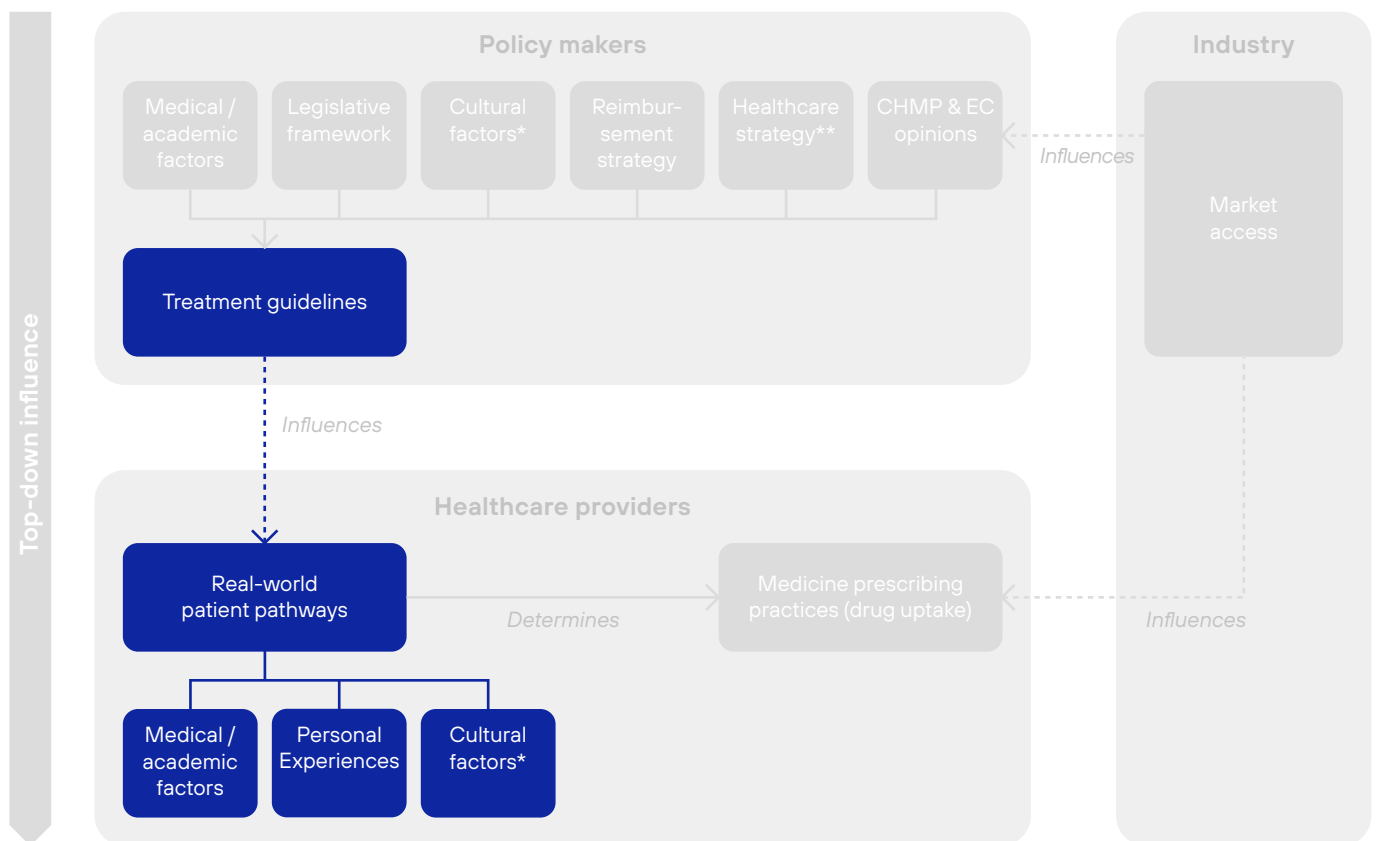 Top-down influence
Policy makers
Medical /
academic
factors
Legislative
framework
Cultural
factors*
Reimbur-
sement
strategy
Healthcare
strategy**
CHMP & EC
opinions
Influences
Industry
Market
access
Treatment guidelines
Influences
Healthcare providers
Real-world
patient pathways
Determines
Medicine prescribing
practices (drug uptake)
Influences
Medical /
academic
factors
Personal
Experiences
Cultural
factors*